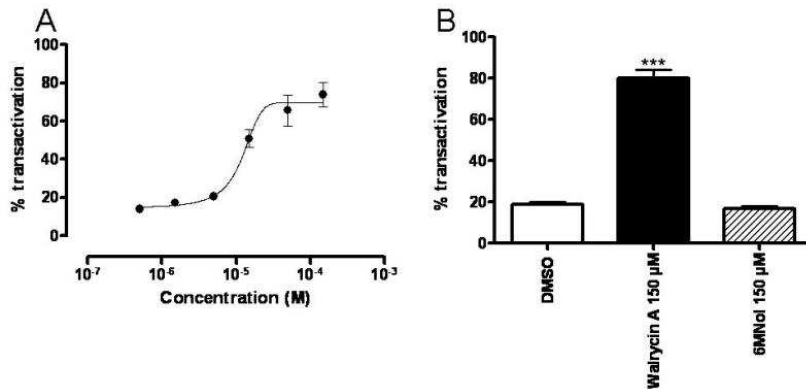 A
% transactivation
100
80
60
40
20
0
10-7
10-6
10-5
10-4
10-3
Concentration (M)
B
% transactivation
100
80
60
40
20
0
***
DMSO
Walrycin A 150 µM
6MNol 150 µM